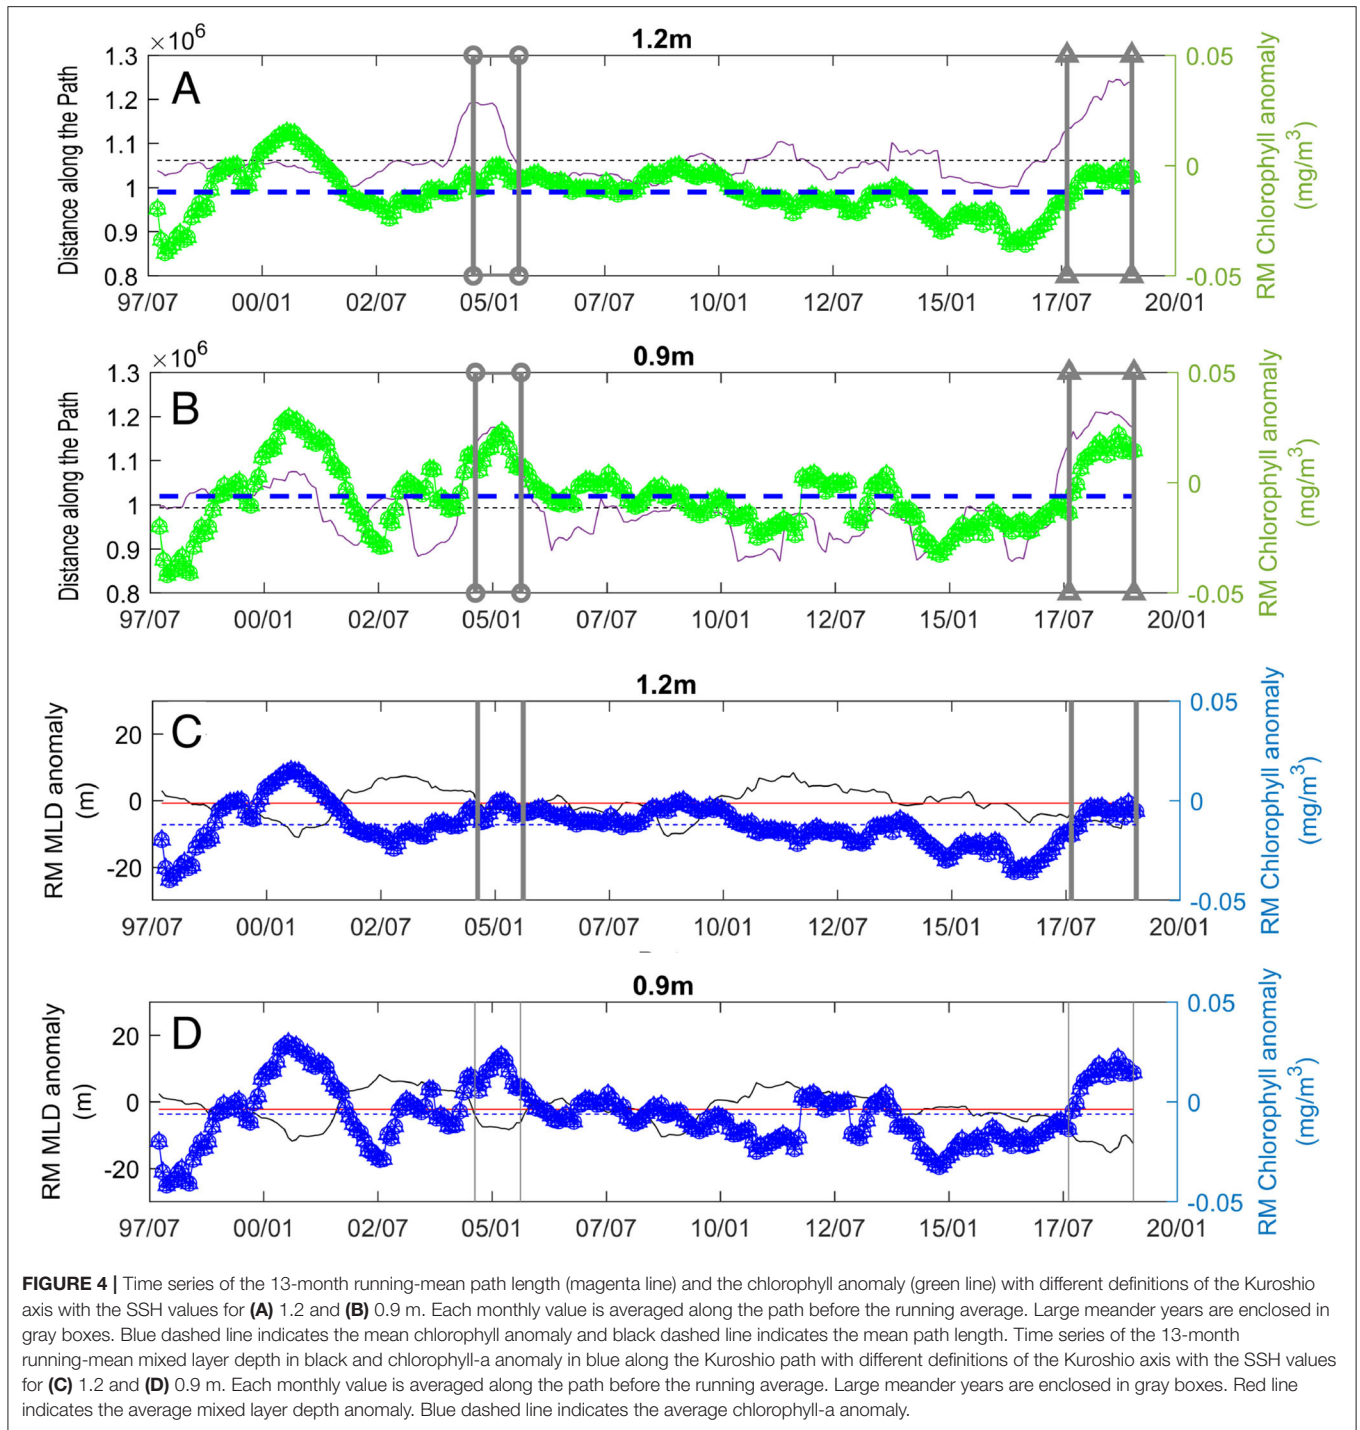 ×10⁶
1.2m
A
Distance along the Path
1.3
1.2
1.1
1
0.9
0.8
0.05
0
-0.05
RM Chlorophyll anomaly
(mg/m³)
97/07 00/01 02/07 05/01 07/07 10/01 12/07 15/01 17/07 20/01
×10⁶
0.9m
B
Distance along the Path
1.3
1.2
1.1
1
0.9
0.8
0.05
0
-0.05
RM Chlorophyll anomaly
(mg/m³)
97/07 00/01 02/07 05/01 07/07 10/01 12/07 15/01 17/07 20/01
1.2m
C
RM MLD anomaly
(m)
20
0
-20
0.05
0
-0.05
RM Chlorophyll anomaly
(mg/m³)
97/07 00/01 02/07 05/01 07/07 10/01 12/07 15/01 17/07 20/01
0.9m
D
RM MLD anomaly
(m)
20
0
-20
0.05
0
-0.05
RM Chlorophyll anomaly
(mg/m³)
97/07 00/01 02/07 05/01 07/07 10/01 12/07 15/01 17/07 20/01
FIGURE 4 | Time series of the 13-month running-mean path length (magenta line) and the chlorophyll anomaly (green line) with different definitions of the Kuroshio
axis with the SSH values for (A) 1.2 and (B) 0.9 m. Each monthly value is averaged along the path before the running average. Large meander years are enclosed in
gray boxes. Blue dashed line indicates the mean chlorophyll anomaly and black dashed line indicates the mean path length. Time series of the 13-month
running-mean mixed layer depth in black and chlorophyll-a anomaly in blue along the Kuroshio path with different definitions of the Kuroshio axis with the SSH values
for (C) 1.2 and (D) 0.9 m. Each monthly value is averaged along the path before the running average. Large meander years are enclosed in gray boxes. Red line
indicates the average mixed layer depth anomaly. Blue dashed line indicates the average chlorophyll-a anomaly.